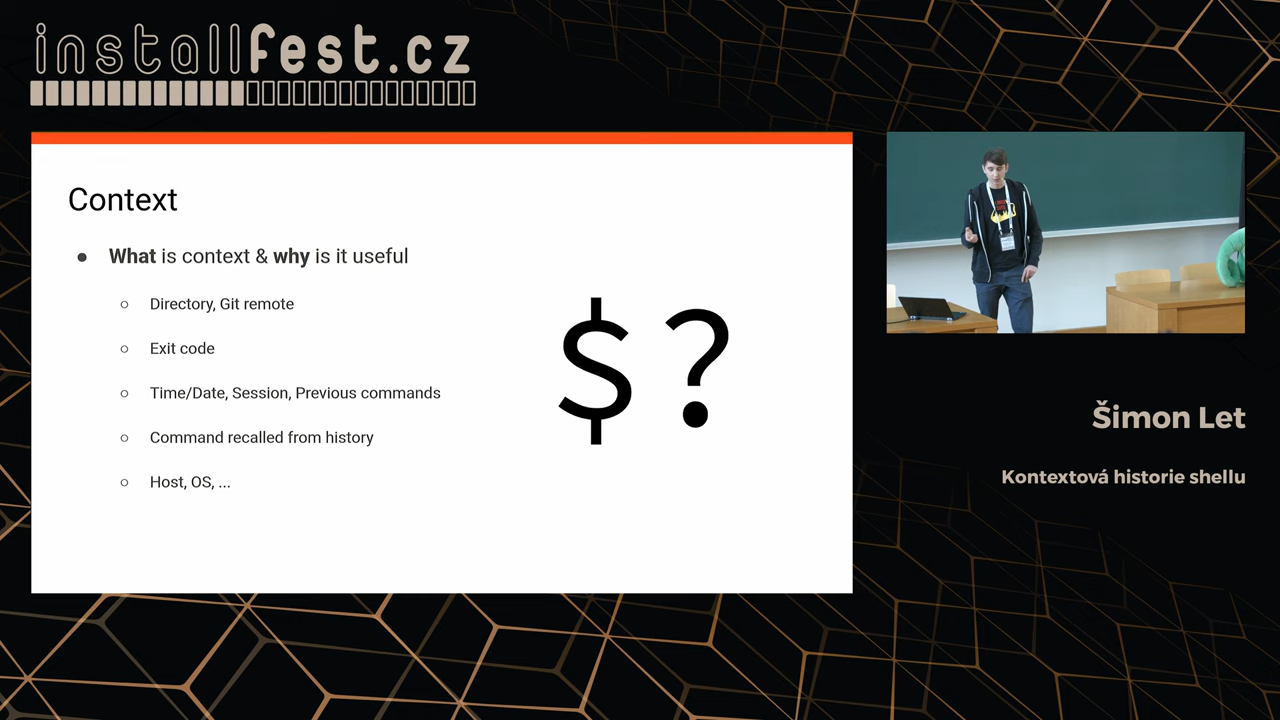 installfest.cz
Context
● What is context & why is it useful
○ Directory, Git remote
○ Exit code
○ Time/Date, Session, Previous commands
○ Command recalled from history
○ Host, OS, ...
$?
Šimon Let
Kontextová historie shellu